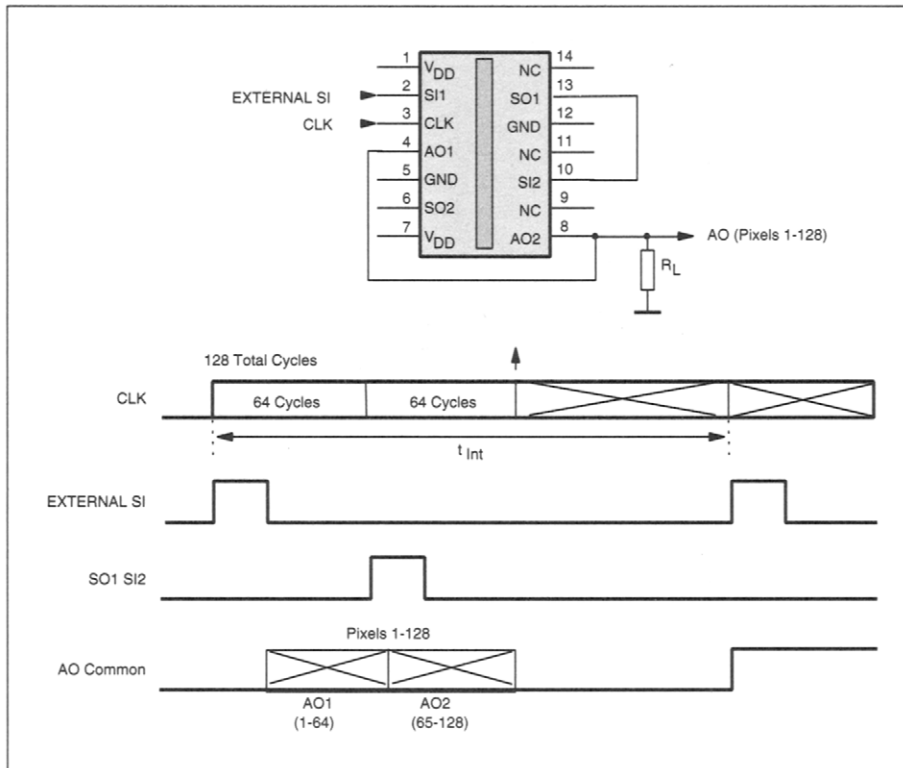 1 VDD
2 SI1
3 CLK
4 AO1
5 GND
6 SO2
7 VDD
NC 14
SO1 13
GND 12
NC 11
SI2 10
NC 9
AO2 8
EXTERNAL SI
CLK
AO (Pixels 1-128)
RL
128 Total Cycles
CLK
64 Cycles
64 Cycles
t Int
EXTERNAL SI
SO1 SI2
Pixels 1-128
AO Common
AO1
(1-64)
AO2
(65-128)